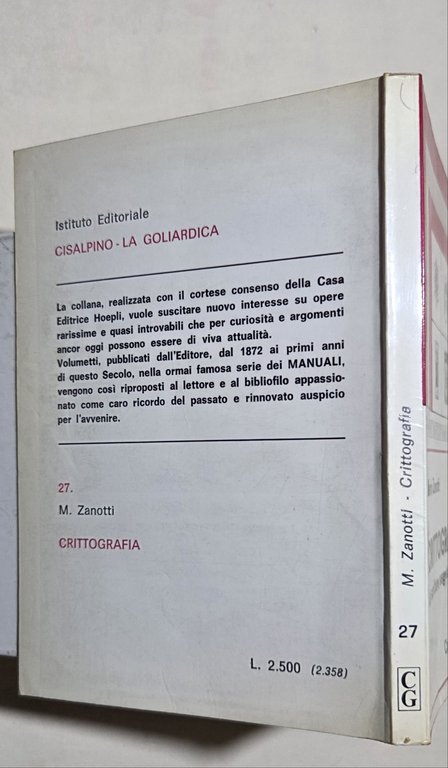 Istituto Editoriale
CISALPINO - LA GOLIARDICA
La collana, realizzata con il cortese consenso della Casa
Editrice Hoepli, vuole suscitare nuovo interesse su opere
rarissime e quasi introvabili che per curiosità e argomenti
ancor oggi possono essere di viva attualità.
Volumetti, pubblicati dall'Editore, dal 1872 ai primi anni
di questo Secolo, nella ormai famosa serie dei MANUALI,
vengono così riproposti al lettore e al bibliofilo appassio-
nato come caro ricordo del passato e rinnovato auspicio
per l'avvenire.
27.
M. Zanotti
CRITTOGRAFIA
L. 2.500 (2.358)
M. Zanotti - Crittografia
27
CG